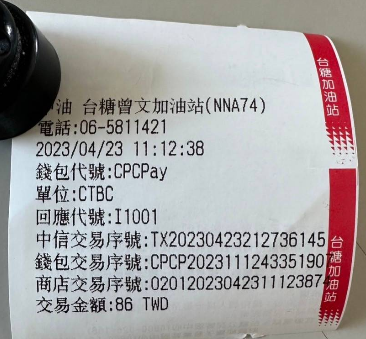 油 台糖曾文加油站(NNA74)
電話:06-5811421
2023/04/23 11:12:38
錢包代號:CPCPay
單位:CTBC
回應代號:I1001
中信交易序號:TX20230423212736145
錢包交易序號:CPCP2023111243351907
商店交易序號:02012023042311123874
交易金額:86 TWD
台糖加油站
台糖加油站